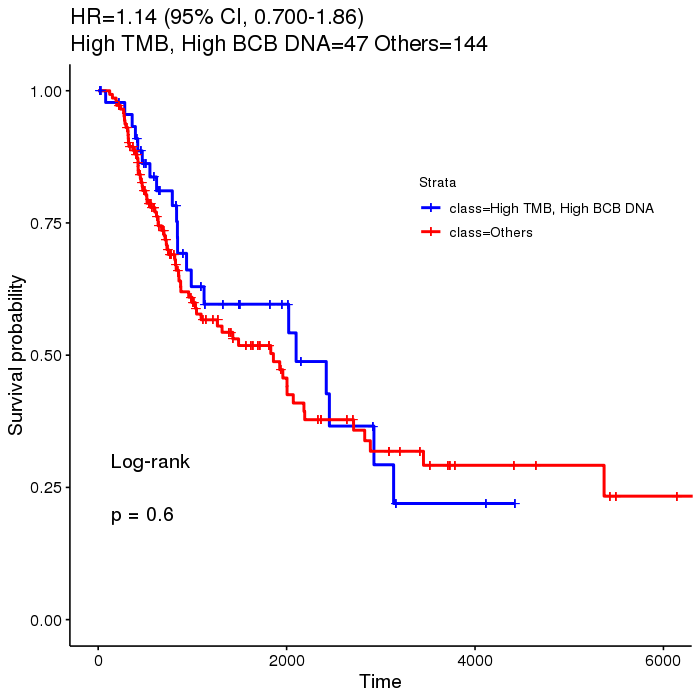 HR=1.14 (95% CI, 0.700-1.86)
High TMB, High BCB DNA=47 Others=144
Strata
class=High TMB, High BCB DNA
class=Others
1.00
0.75
0.50
0.25
0.00
Survival probability
Log-rank
p = 0.6
0 2000 4000 6000
Time